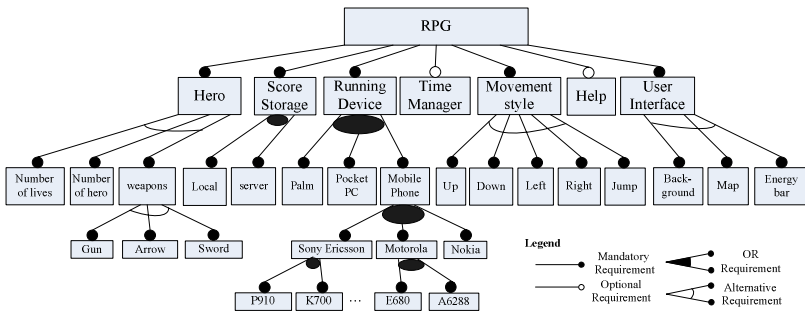 RPG
Hero
Score
Storage
Running
Device
Time
Manager
Movement
style
Help
User
Interface
Number
of lives
Number
of hero
weapons
Local
server
Palm
Pocket
PC
Mobile
Phone
Up
Down
Left
Right
Jump
Back-
ground
Map
Energy
bar
Gun
Arrow
Sword
Sony Ericsson
Motorola
Nokia
P910
K700
...
E680
A6288
Legend
Mandatory
Requirement
Optional
Requirement
OR
Requirement
Alternative
Requirement